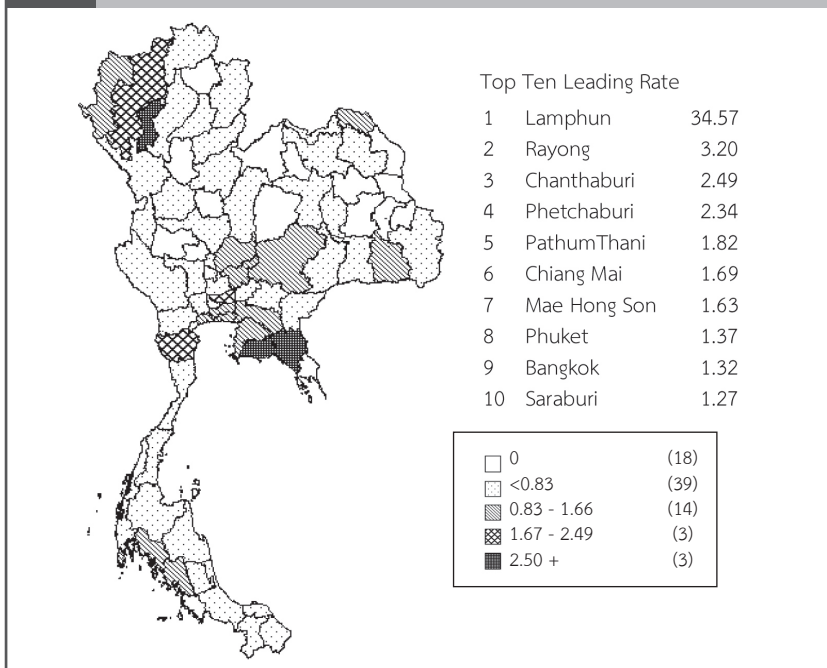 Top Ten Leading Rate
1 Lamphun 34.57
2 Rayong 3.20
3 Chanthaburi 2.49
4 Phetchaburi 2.34
5 PathumThani 1.82
6 Chiang Mai 1.69
7 Mae Hong Son 1.63
8 Phuket 1.37
9 Bangkok 1.32
10 Saraburi 1.27
0 (18)
<0.83 (39)
0.83 - 1.66 (14)
1.67 - 2.49 (3)
2.50 + (3)